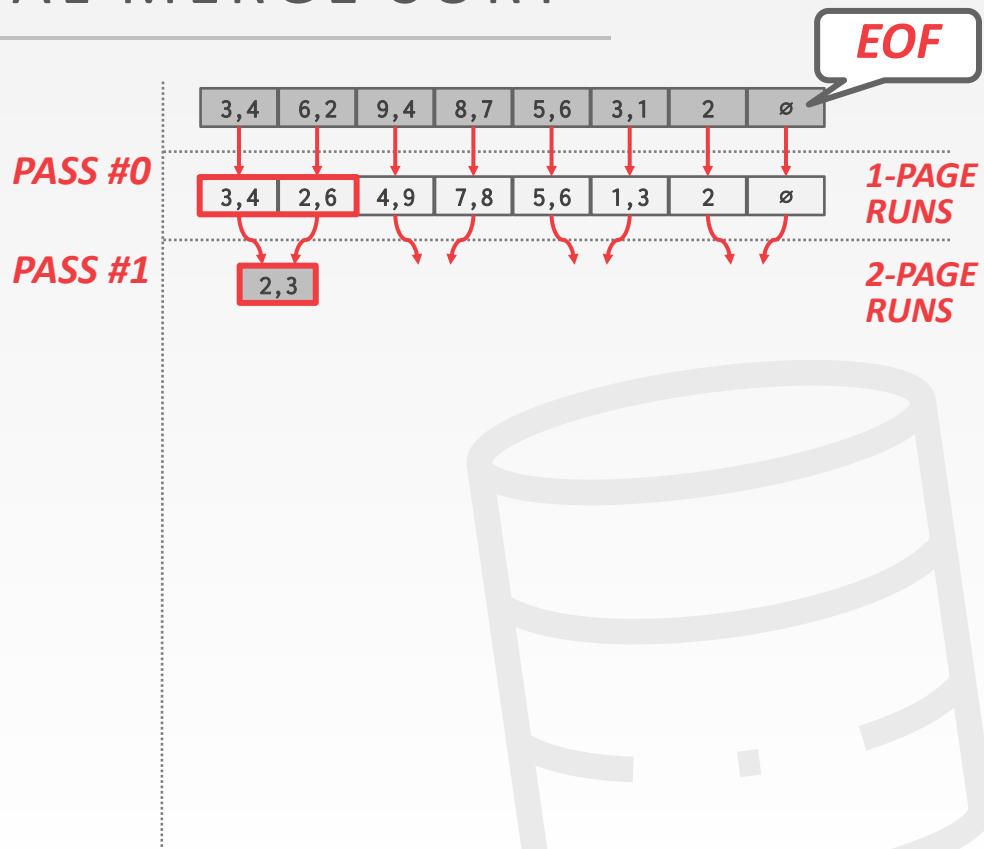 MERGE SORT
EOF
3,4 6,2 9,4 8,7 5,6 3,1 2 ∅
PASS #0
3,4 2,6 4,9 7,8 5,6 1,3 2 ∅
1-PAGE
RUNS
PASS #1
2,3
2-PAGE
RUNS